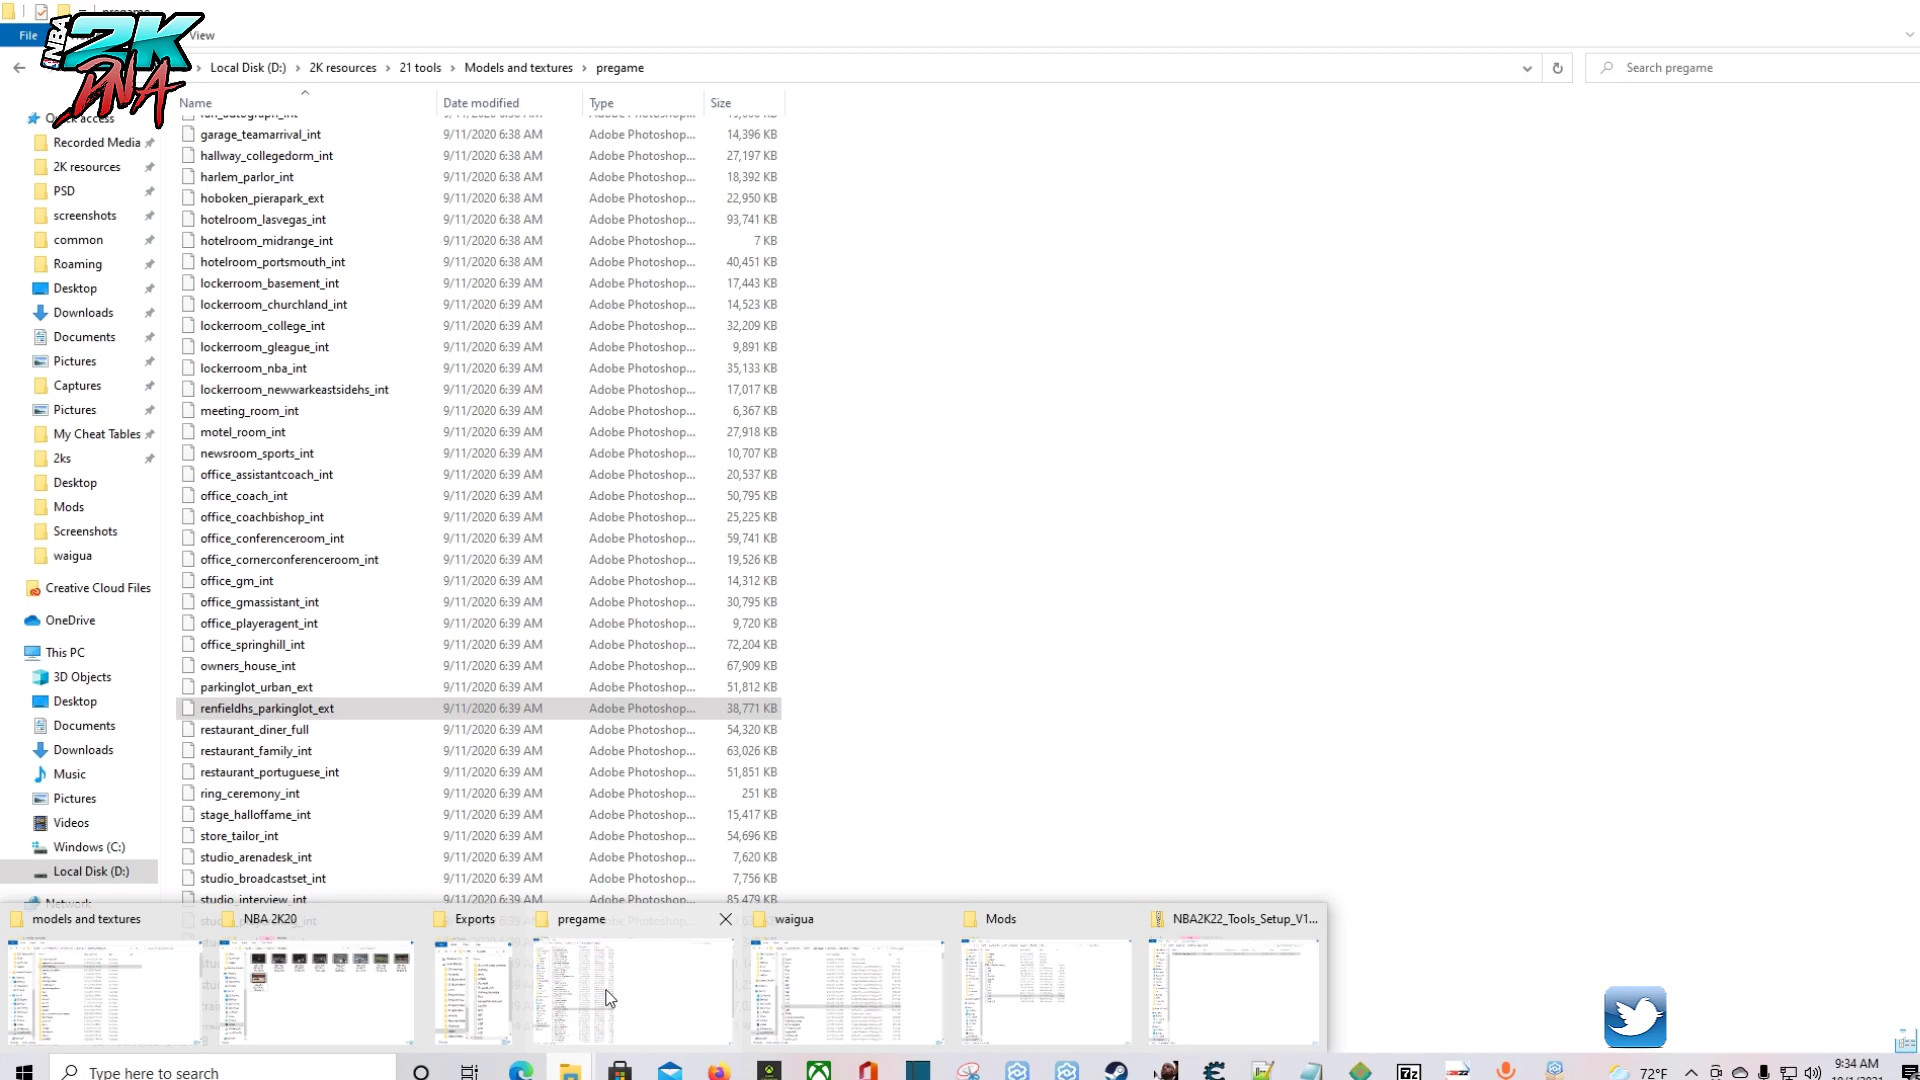 pregame
File
View
NBA 2K DNA
Local Disk (D:) > 2K resources > 21 tools > Models and textures > pregame
Search pregame
Name Date modified Type Size
Quick access
Recorded Media
2K resources
PSD
screenshots
common
Roaming
Desktop
Downloads
Documents
Pictures
Captures
Pictures
My Cheat Tables
2ks
Desktop
Mods
Screenshots
waigua
Creative Cloud Files
OneDrive
This PC
3D Objects
Desktop
Documents
Downloads
Music
Pictures
Videos
Windows (C:)
Local Disk (D:)
Network
garage_teamarrival_int 9/11/2020 6:38 AM Adobe Photoshop... 14,396 KB
hallway_collegedorm_int 9/11/2020 6:38 AM Adobe Photoshop... 27,197 KB
harlem_parlor_int 9/11/2020 6:38 AM Adobe Photoshop... 18,392 KB
hoboken_pierapark_ext 9/11/2020 6:38 AM Adobe Photoshop... 22,950 KB
hotelroom_lasvegas_int 9/11/2020 6:38 AM Adobe Photoshop... 93,741 KB
hotelroom_midrange_int 9/11/2020 6:38 AM Adobe Photoshop... 7 KB
hotelroom_portsmouth_int 9/11/2020 6:38 AM Adobe Photoshop... 40,451 KB
lockerroom_basement_int 9/11/2020 6:39 AM Adobe Photoshop... 17,443 KB
lockerroom_churchland_int 9/11/2020 6:39 AM Adobe Photoshop... 14,523 KB
lockerroom_college_int 9/11/2020 6:39 AM Adobe Photoshop... 32,209 KB
lockerroom_gleague_int 9/11/2020 6:39 AM Adobe Photoshop... 9,891 KB
lockerroom_nba_int 9/11/2020 6:39 AM Adobe Photoshop... 35,133 KB
lockerroom_newwarkeastsidehs_int 9/11/2020 6:39 AM Adobe Photoshop... 17,017 KB
meeting_room_int 9/11/2020 6:39 AM Adobe Photoshop... 6,367 KB
motel_room_int 9/11/2020 6:39 AM Adobe Photoshop... 27,918 KB
newsroom_sports_int 9/11/2020 6:39 AM Adobe Photoshop... 10,707 KB
office_assistantcoach_int 9/11/2020 6:39 AM Adobe Photoshop... 20,537 KB
office_coach_int 9/11/2020 6:39 AM Adobe Photoshop... 50,795 KB
office_coachbishop_int 9/11/2020 6:39 AM Adobe Photoshop... 25,225 KB
office_conferenceroom_int 9/11/2020 6:39 AM Adobe Photoshop... 59,741 KB
office_cornerconferenceroom_int 9/11/2020 6:39 AM Adobe Photoshop... 19,526 KB
office_gm_int 9/11/2020 6:39 AM Adobe Photoshop... 14,312 KB
office_gmassistant_int 9/11/2020 6:39 AM Adobe Photoshop... 30,795 KB
office_playeragent_int 9/11/2020 6:39 AM Adobe Photoshop... 9,720 KB
office_springhill_int 9/11/2020 6:39 AM Adobe Photoshop... 72,204 KB
owners_house_int 9/11/2020 6:39 AM Adobe Photoshop... 67,909 KB
parkinglot_urban_ext 9/11/2020 6:39 AM Adobe Photoshop... 51,812 KB
renfieldhs_parkinglot_ext 9/11/2020 6:39 AM Adobe Photoshop... 38,771 KB
restaurant_diner_full 9/11/2020 6:39 AM Adobe Photoshop... 54,320 KB
restaurant_family_int 9/11/2020 6:39 AM Adobe Photoshop... 63,026 KB
restaurant_portuguese_int 9/11/2020 6:39 AM Adobe Photoshop... 51,851 KB
ring_ceremony_int 9/11/2020 6:39 AM Adobe Photoshop... 251 KB
stage_halloffame_int 9/11/2020 6:39 AM Adobe Photoshop... 15,417 KB
store_tailor_int 9/11/2020 6:39 AM Adobe Photoshop... 54,696 KB
studio_arenadesk_int 9/11/2020 6:39 AM Adobe Photoshop... 7,620 KB
studio_broadcastset_int 9/11/2020 6:39 AM Adobe Photoshop... 7,756 KB
studio_interview_int 9/11/2020 6:39 AM Adobe Photoshop... 85,479 KB
models and textures
NBA 2K20
Exports
pregame
waigua
Mods
NBA2K22_Tools_Setup_V1...
Type here to search
72°F
9:34 AM